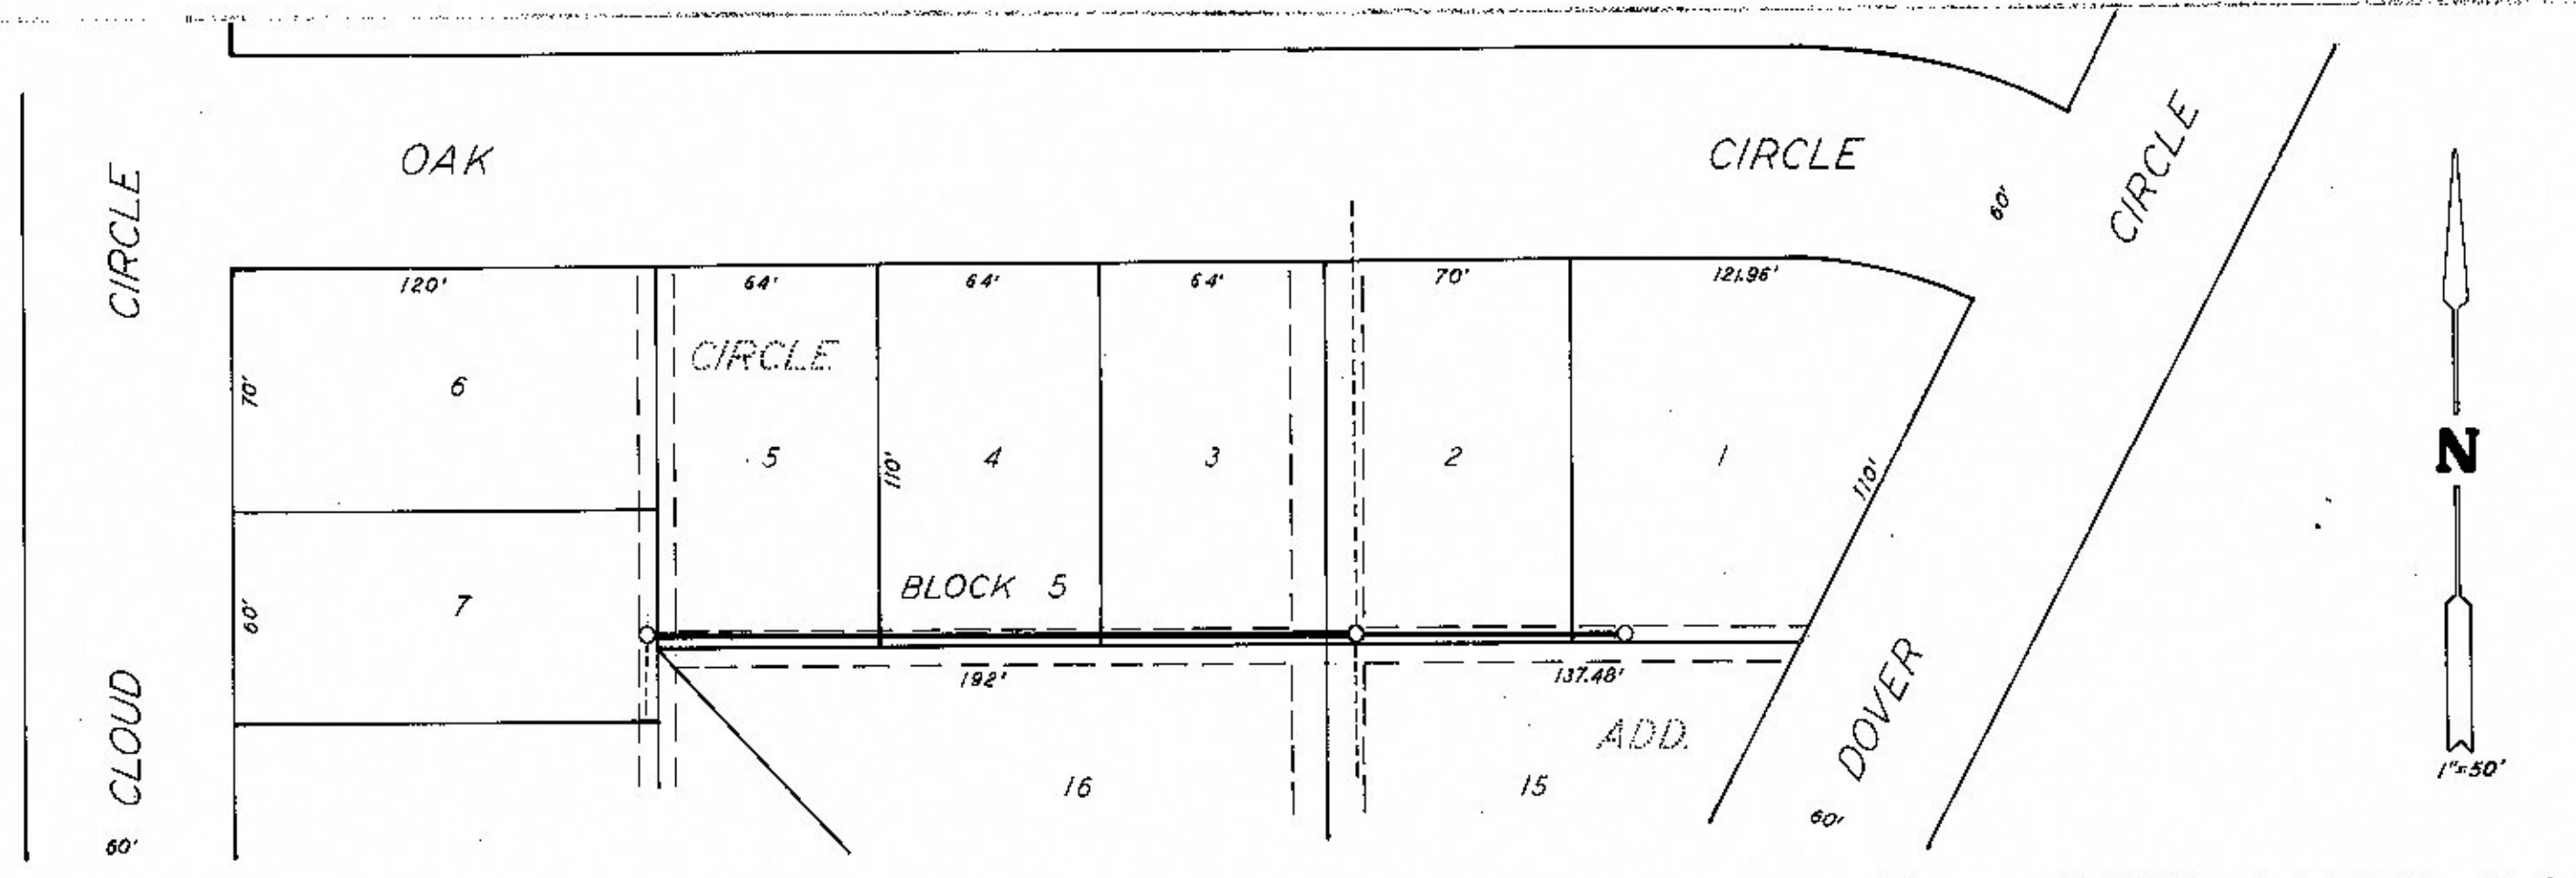 OAK CIRCLE
CIRCLE
CIRCLE
60'
120' 64' 64' 64' 70' 121.96'
CIRCLE
70'
6
5 110' 4 3 2 1 110'
N
BLOCK 5
60'
7
192' 137.48'
CLOUD
DOVER
ADD.
16 15
1"=50'
60'
60'